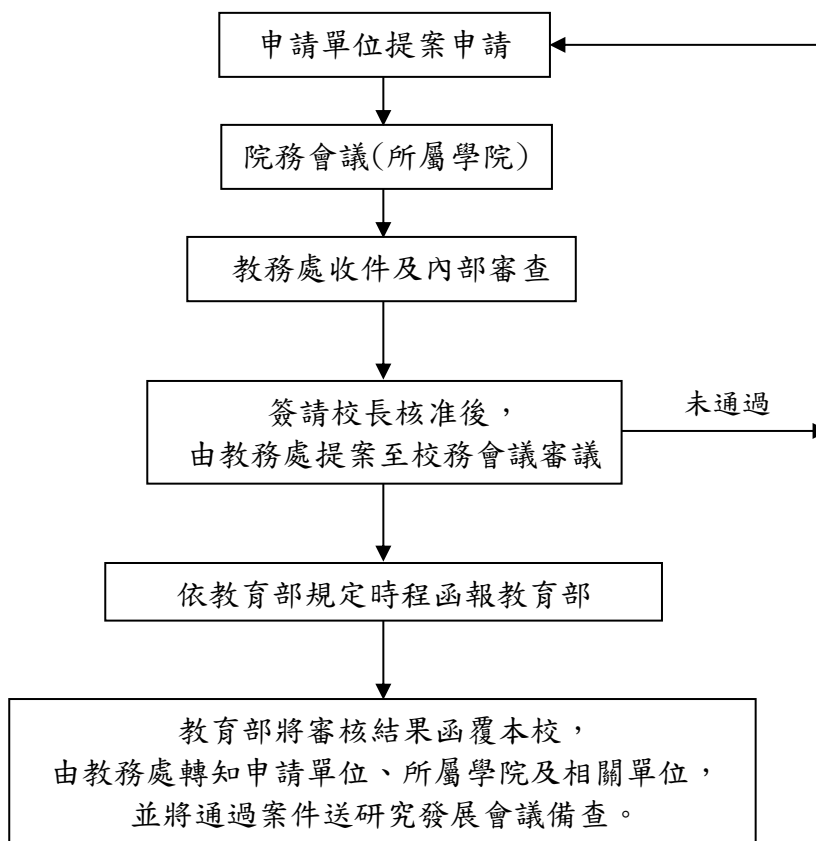 申請單位提案申請
院務會議(所屬學院)
教務處收件及內部審查
簽請校長核准後，
由教務處提案至校務會議審議
未通過
依教育部規定時程函報教育部
教育部將審核結果函覆本校，
由教務處轉知申請單位、所屬學院及相關單位，
並將通過案件送研究發展會議備查。